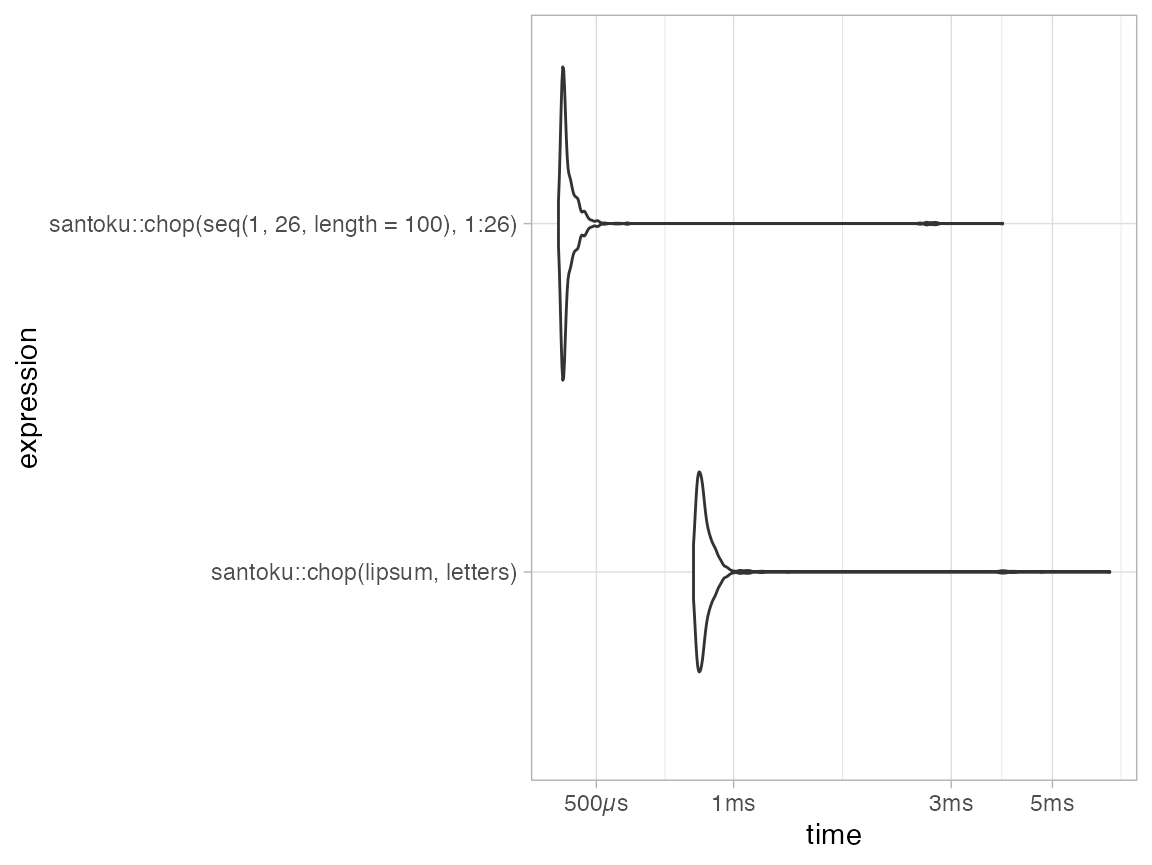 santoku::chop(seq(1, 26, length = 100), 1:26)
santoku::chop(lipsum, letters)
expression
500µs 1ms 3ms 5ms
time